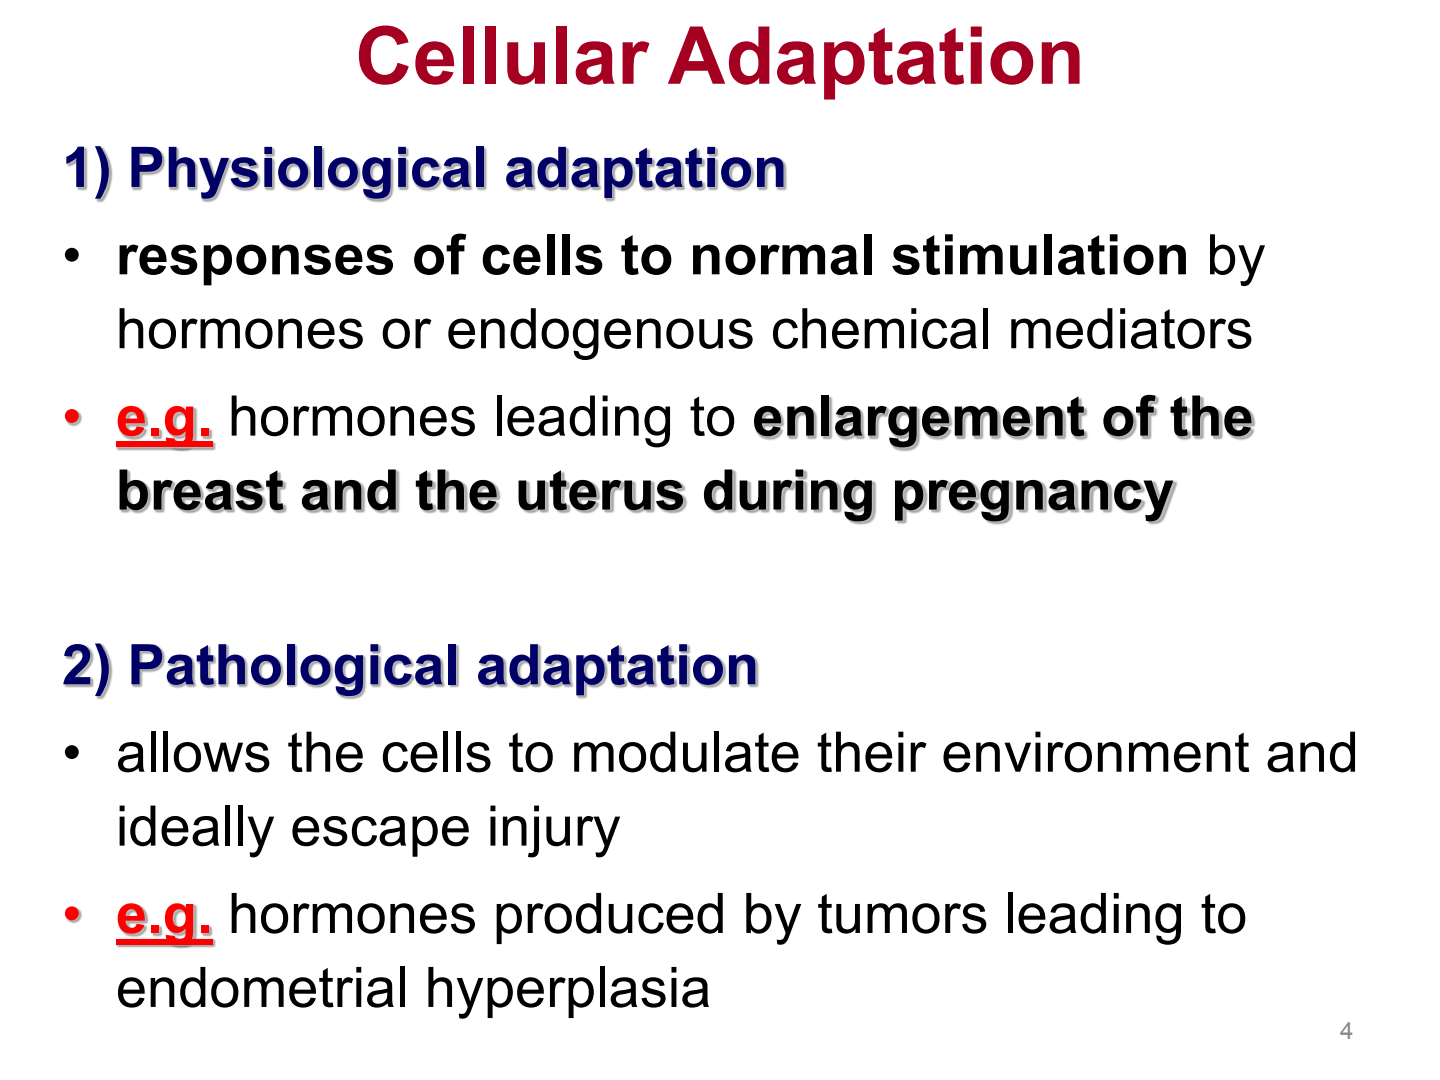 Cellular Adaptation
1) Physiological adaptation
• responses of cells to normal stimulation by
hormones or endogenous chemical mediators
• e.g. hormones leading to enlargement of the
breast and the uterus during pregnancy
2) Pathological adaptation
• allows the cells to modulate their environment and
ideally escape injury
• e.g. hormones produced by tumors leading to
endometrial hyperplasia
4